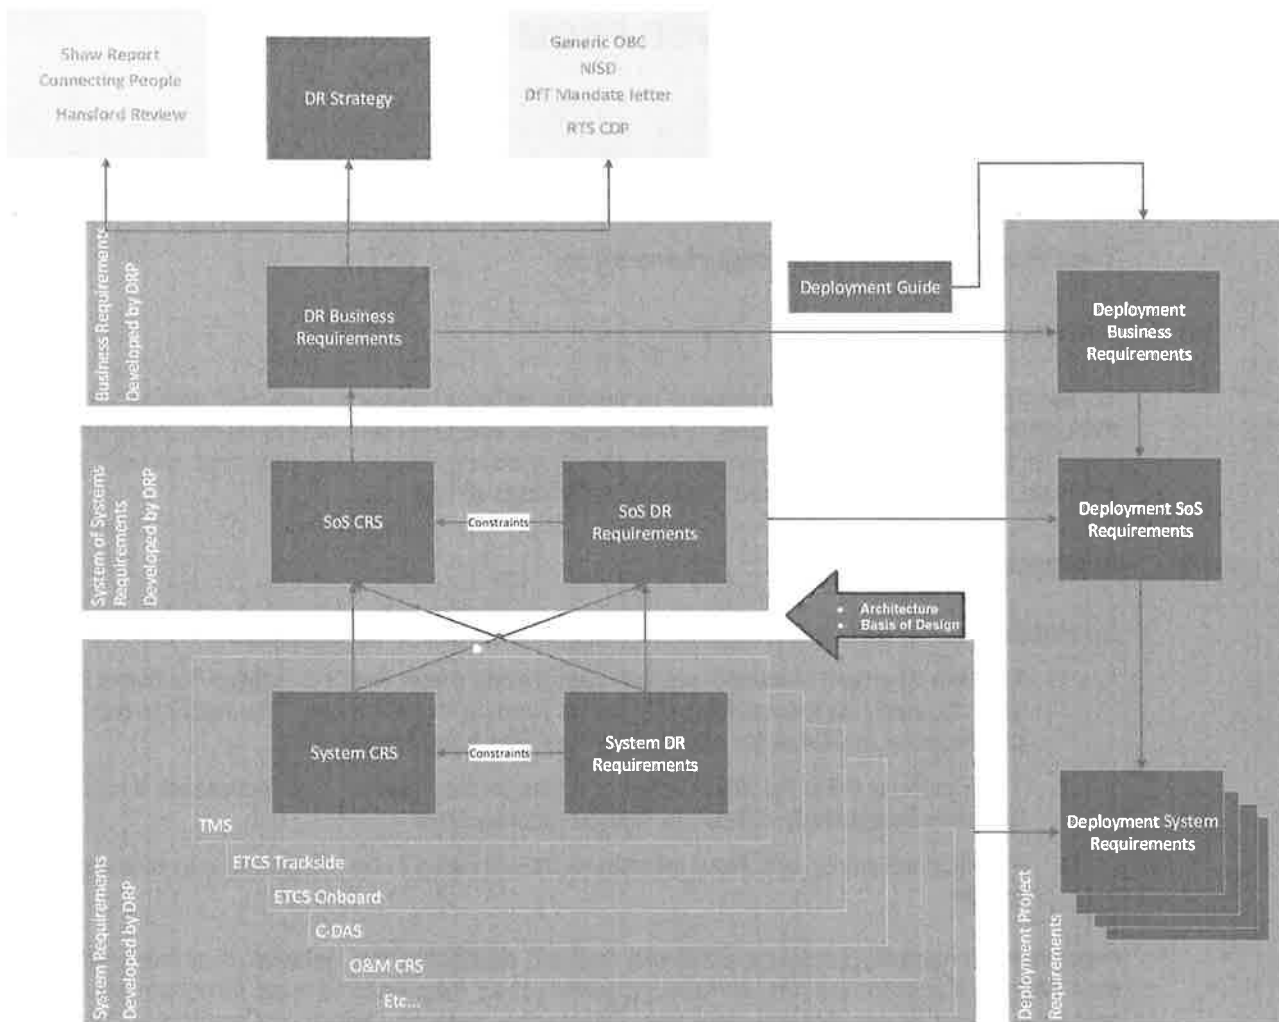 Shaw Report
Connecting People
Hansford Review
DR Strategy
Generic OBC
NISD
DfT Mandate letter
RTS CDP
Business Requirements
Developed by DRP
DR Business
Requirements
Deployment Guide
Deployment
Business
Requirements
System of Systems
Requirements
Developed by DRP
SoS CRS
Constraints
SoS DR
Requirements
Deployment SoS
Requirements
• Architecture
• Basis of Design
System Requirements
Developed by DRP
System CRS
Constraints
System DR
Requirements
TMS
ETCS Trackside
ETCS Onboard
C-DAS
O&M CRS
Etc...
Deployment Project
Requirements
Deployment System
Requirements